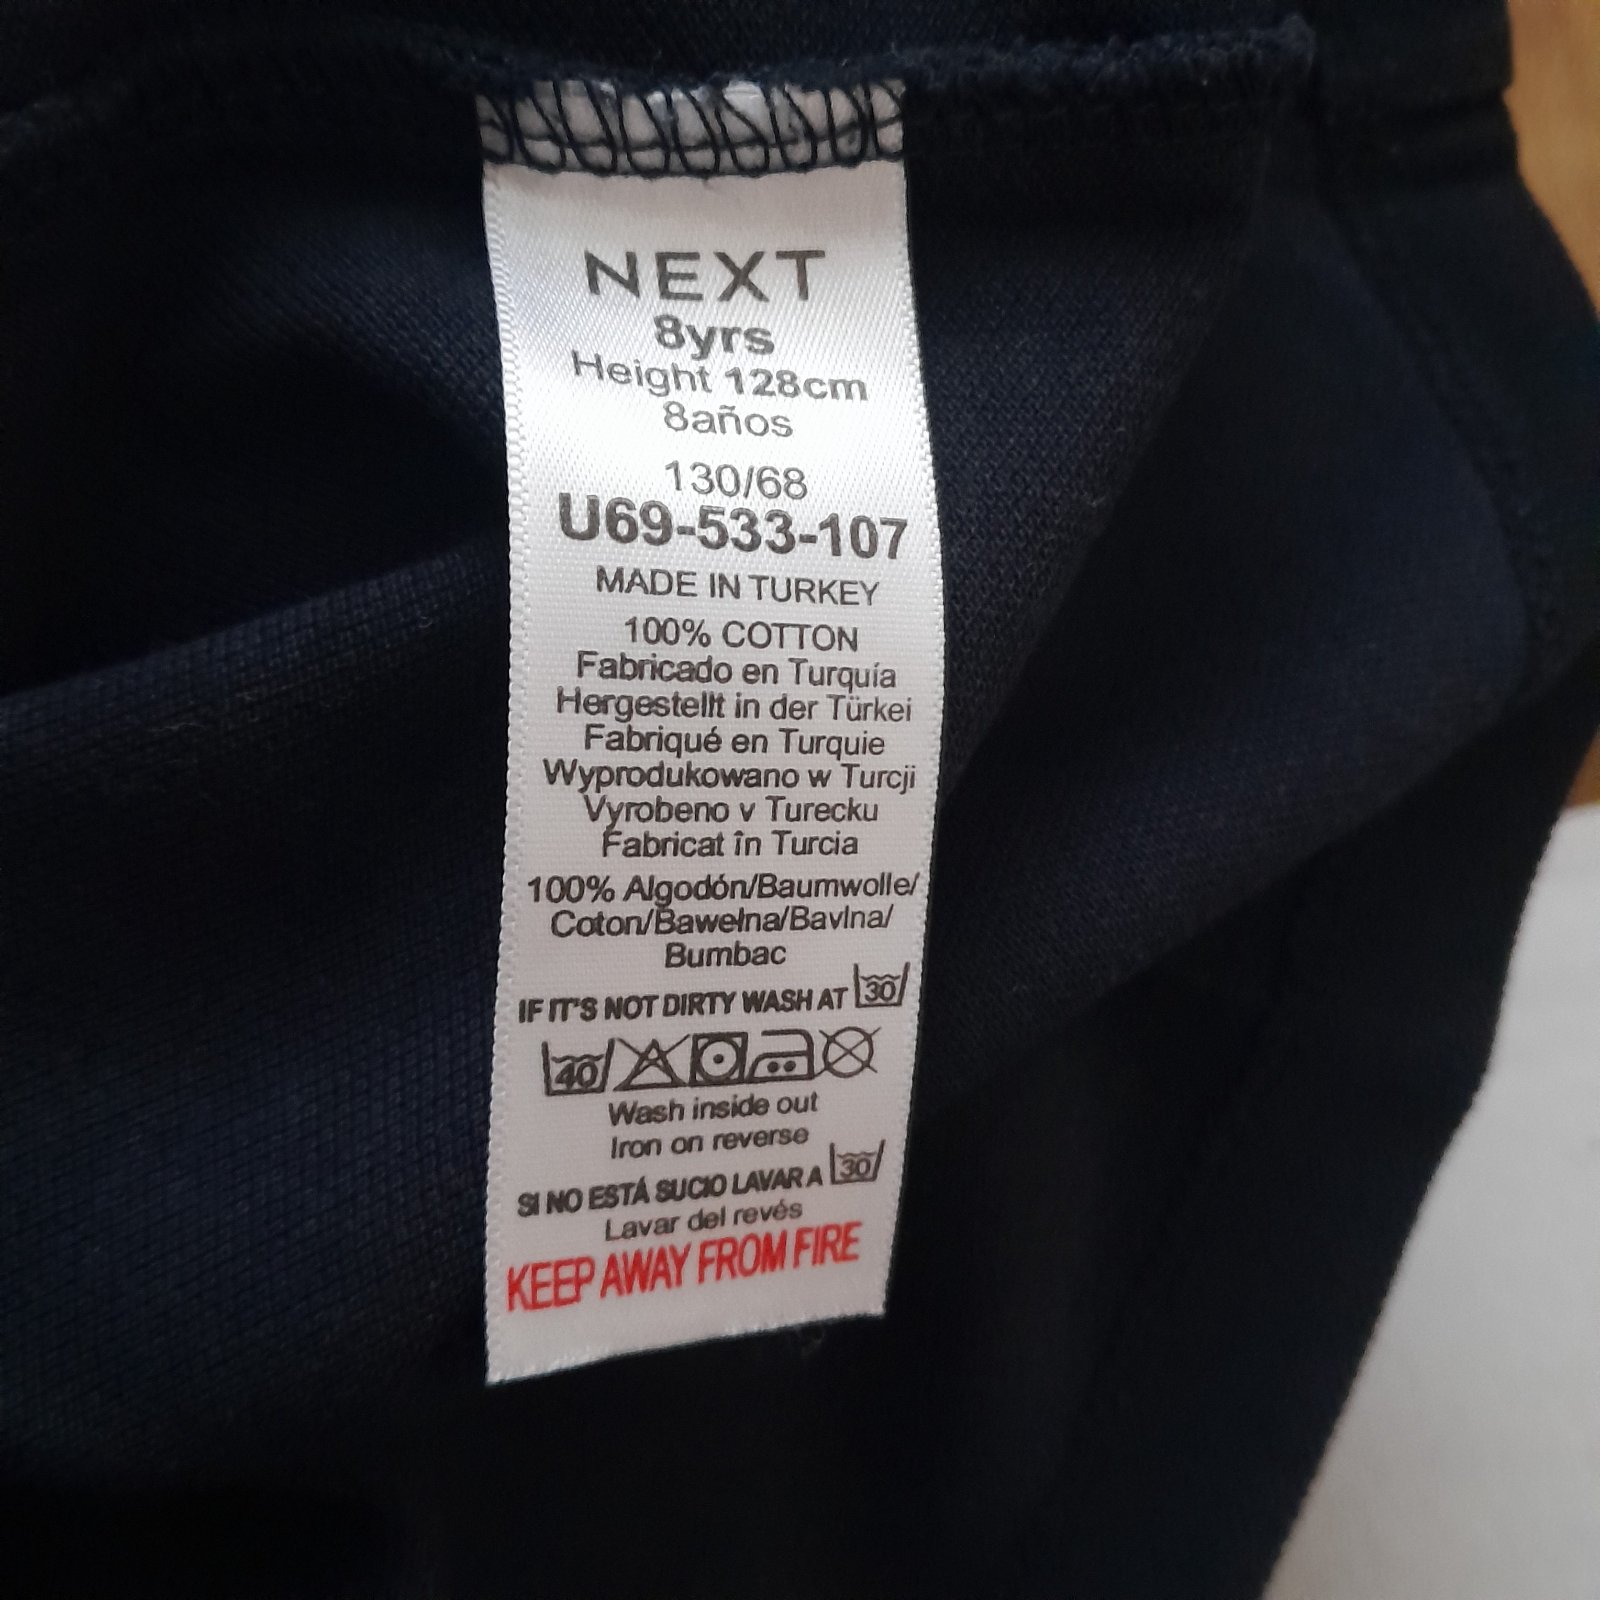 NEXT
8yrs
Height 128cm
8años
130/68
U69-533-107
MADE IN TURKEY
100% COTTON
Fabricado en Turquía
Hergestellt in der Türkei
Fabriqué en Turquie
Wyprodukowano w Turcji
Vyrobeno v Turecku
Fabricat în Turcia
100% Algodón/Baumwolle/
Coton/Bawełna/Bavlna/
Bumbac
IF IT'S NOT DIRTY WASH AT 30
40
Wash inside out
Iron on reverse
SI NO ESTÁ SUCIO LAVAR A 30
Lavar del revés
KEEP AWAY FROM FIRE